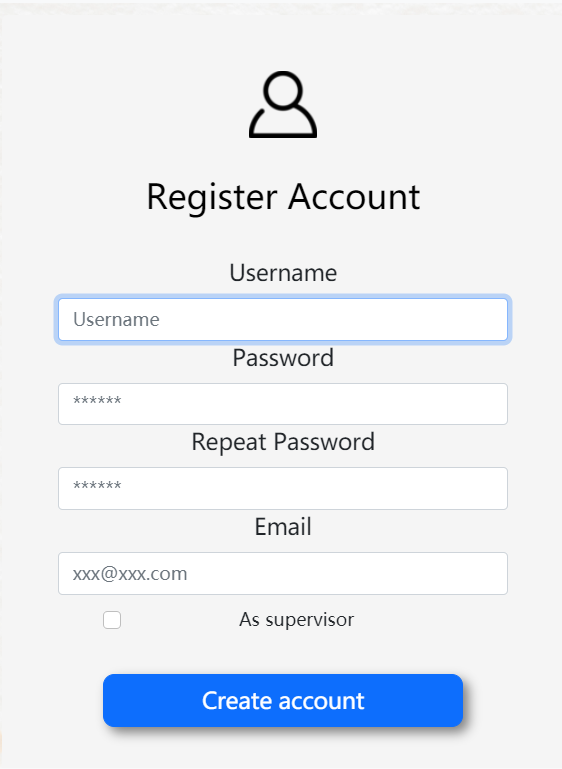 Register Account
Username
Username
Password
******
Repeat Password
******
Email
xxx@xxx.com
As supervisor
Create account